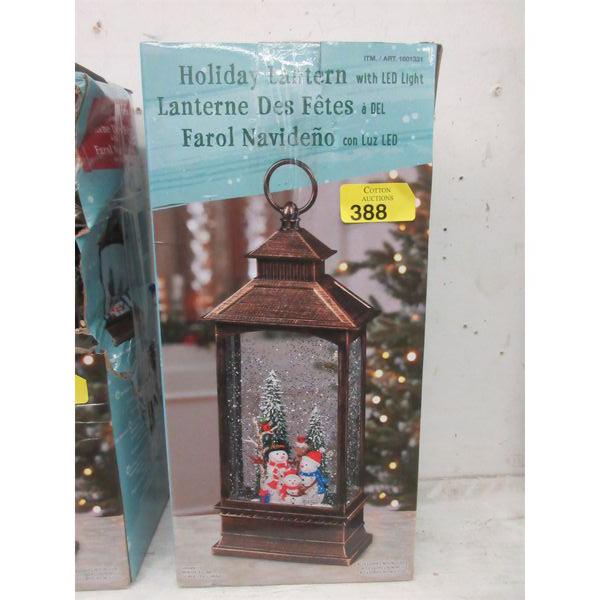 ITM. / ART. 1601331
Holiday Lantern with LED Light
Lanterne Des Fêtes à DEL
Farol Navideño con Luz LED
COTTON
AUCTIONS
388